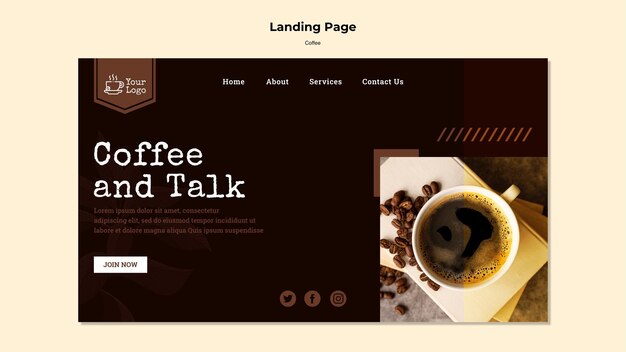 Landing Page
Coffee
Your
Logo
Home About Services Contact Us
Coffee
and Talk
Lorem ipsum dolor sit amet, consectetur
adipiscing elit, sed do eiusmod tempor incididunt ut
labore et dolore magna aliqua Quis ipsum suspendisse
JOIN NOW